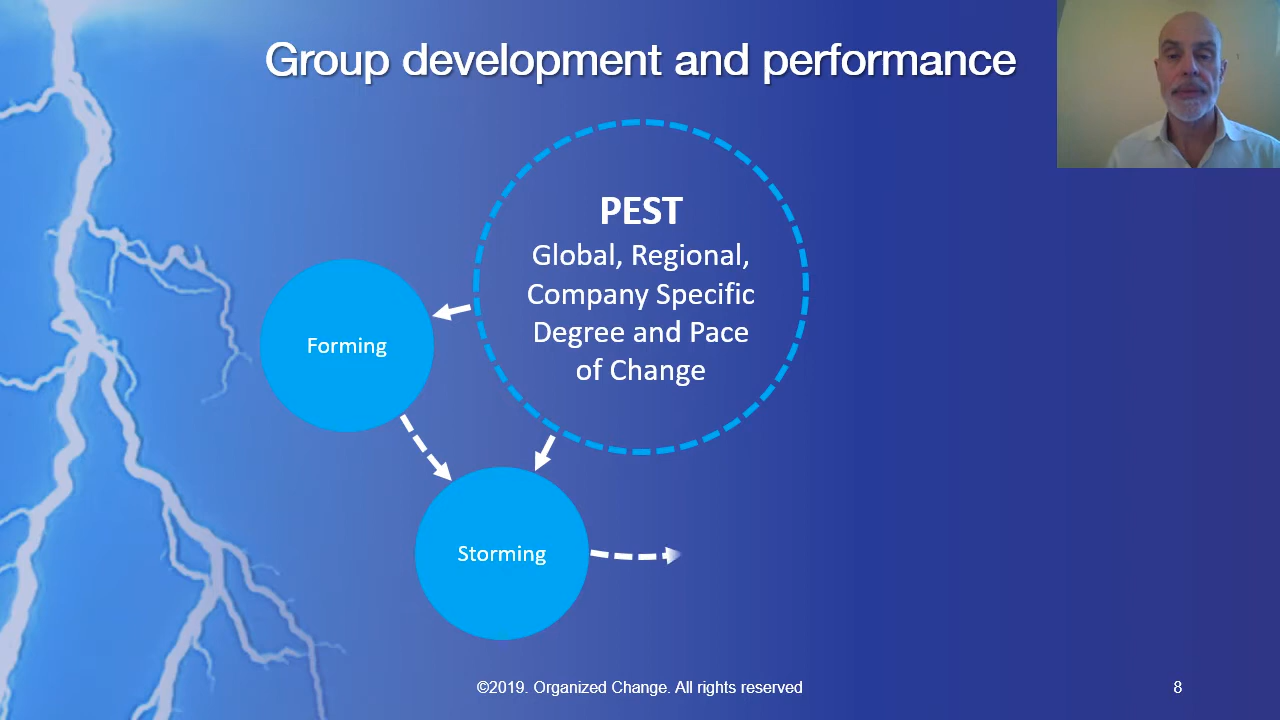 Group development and performance
PEST
Global, Regional,
Company Specific
Degree and Pace
of Change
Forming
Storming
©2019. Organized Change. All rights reserved
8